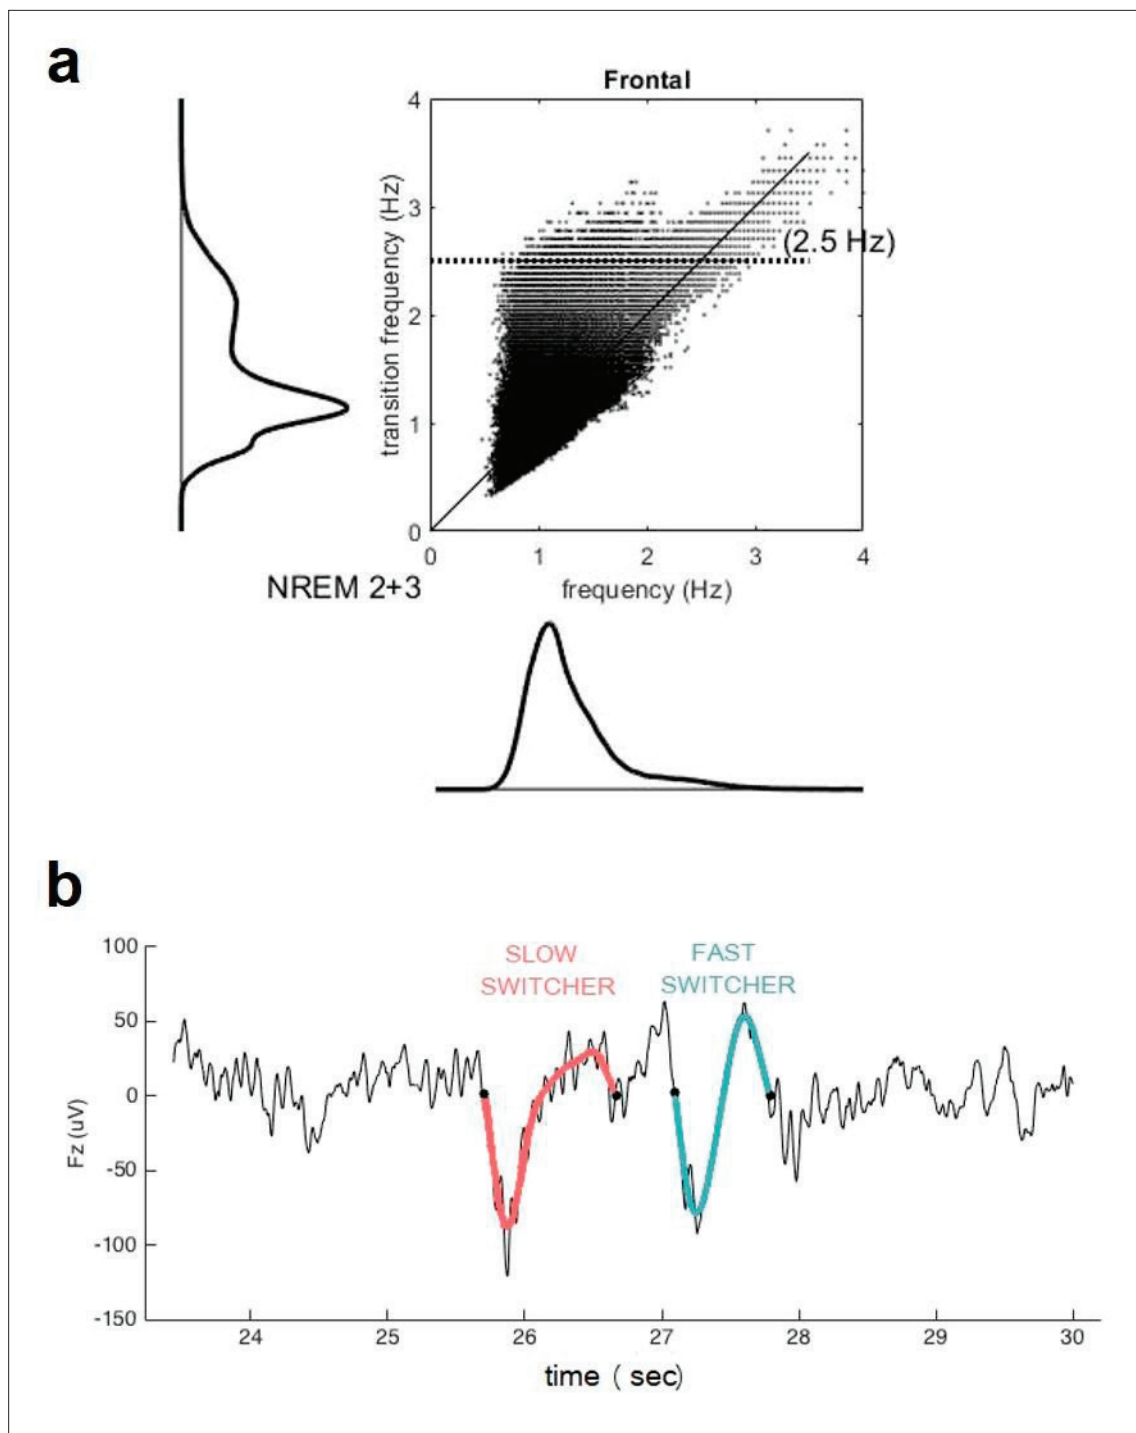 a
Frontal
4
3
2
1
0
transition frequency (Hz)
(2.5 Hz)
0 1 2 3 4
frequency (Hz)
NREM 2+3
b
SLOW
SWITCHER
FAST
SWITCHER
100
50
0
-50
-100
-150
Fz (uV)
24 25 26 27 28 29 30
time ( sec)